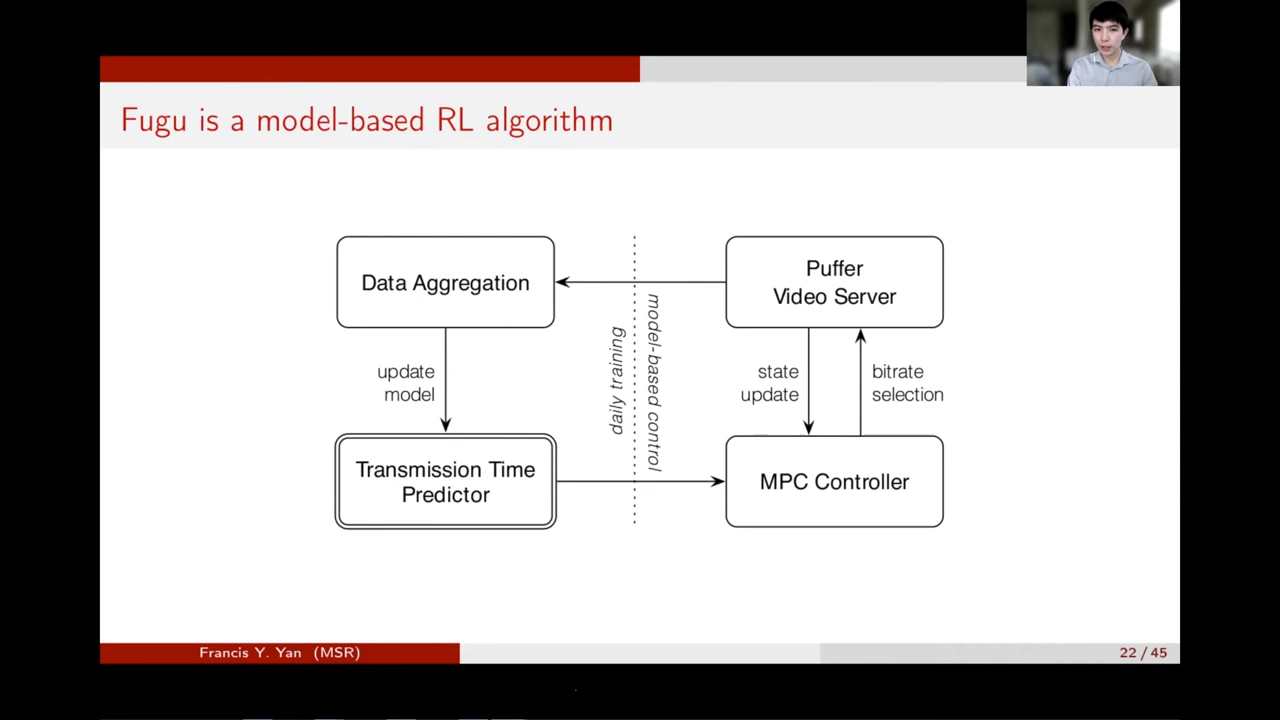 Fugu is a model-based RL algorithm
Data Aggregation
Puffer
Video Server
update
model
daily training
model-based control
state
update
bitrate
selection
Transmission Time
Predictor
MPC Controller
Francis Y. Yan (MSR)
22 / 45